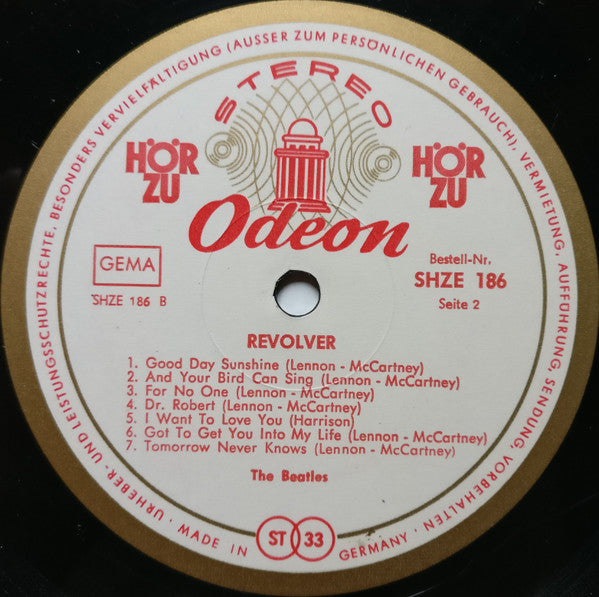 URHEBER- UND LEISTUNGSSCHUTZRECHTE, BESONDERS VERVIELFÄLTIGUNG (AUSSER ZUM PERSÖNLICHEN GEBRAUCH), VERMIETUNG, AUFFÜHRUNG, SENDUNG, VORBEHALTEN ·
STEREO
HÖR ZU
HÖR ZU
Odeon
GEMA
SHZE 186 B
Bestell-Nr.
SHZE 186
Seite 2
REVOLVER
1. Good Day Sunshine (Lennon - McCartney)
2. And Your Bird Can Sing (Lennon - McCartney)
3. For No One (Lennon - McCartney)
4. Dr. Robert (Lennon - McCartney)
5. I Want To Love You (Harrison)
6. Got To Get You Into My Life (Lennon - McCartney)
7. Tomorrow Never Knows (Lennon - McCartney)
The Beatles
· MADE IN GERMANY ·
ST 33